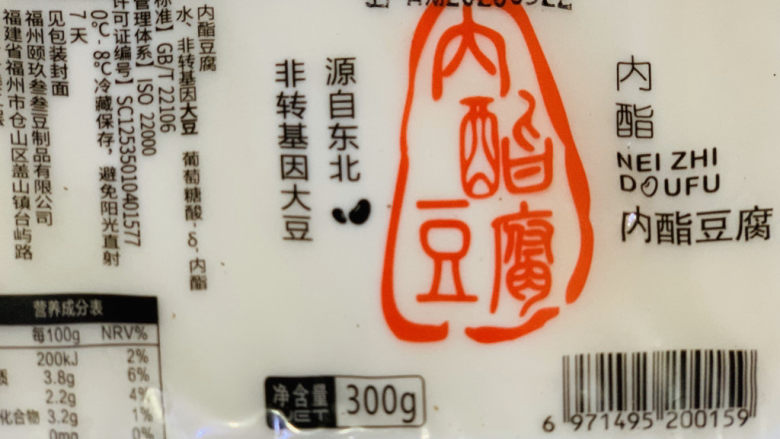 内酯豆腐
水、非转基因大豆 葡萄糖酸-δ-内酯
标准】GB/T 22106
管理体系】ISO 22000
许可证编号】SC12535010401577
0℃-8℃冷藏保存,避免阳光直射
7天
见包装封面
福州颐玖叁叁豆制品有限公司
福建省福州市仓山区盖山镇台屿路
源自东北
非转基因大豆
内酯豆腐
内酯
NEI ZHI
DOUFU
内酯豆腐
营养成分表
每100g NRV%
200kJ 2%
质 3.8g 6%
2.2g 4%
化合物 3.2g 1%
0mg 0%
净含量
NET
300g
6 971495 200159